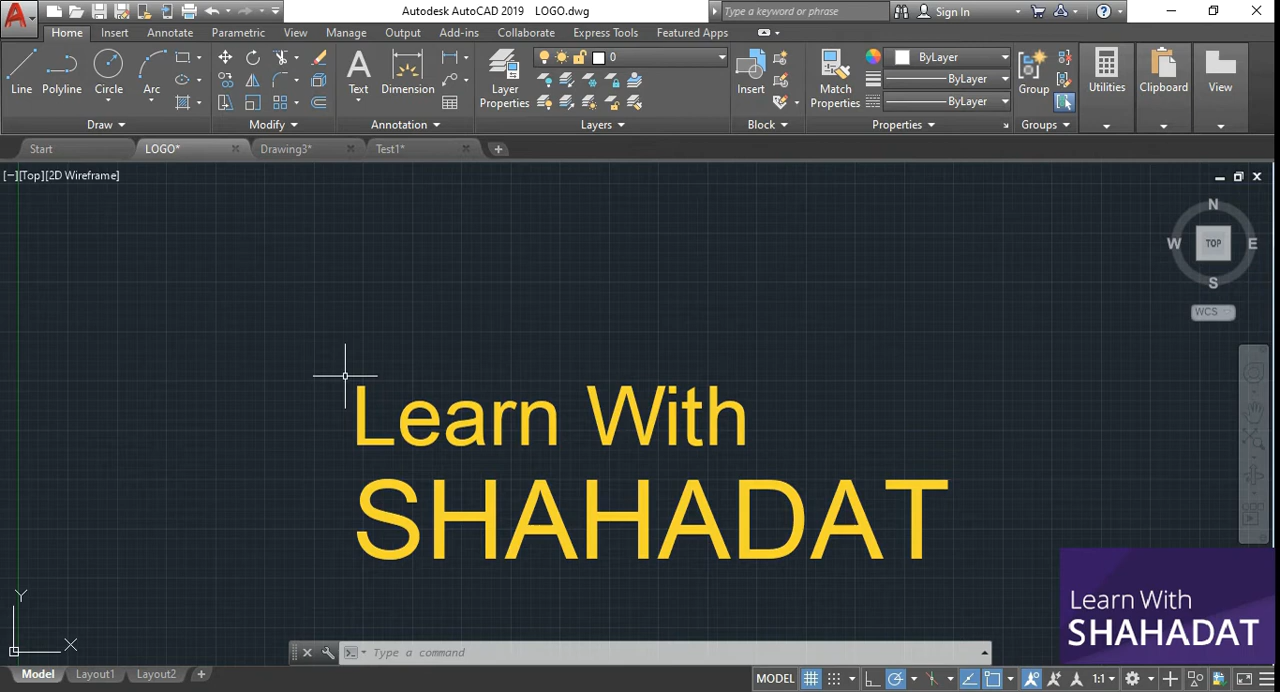 Autodesk AutoCAD 2019 LOGO.dwg
Type a keyword or phrase
Sign In
Home Insert Annotate Parametric View Manage Output Add-ins Collaborate Express Tools Featured Apps
Line Polyline Circle Arc
Text Dimension
Layer Properties
0
Insert
Match Properties
ByLayer
ByLayer
ByLayer
Group
Utilities
Clipboard
View
Draw Modify Annotation Layers Block Properties Groups
Start LOGO* Drawing3* Test1*
[−][Top][2D Wireframe]
N
W TOP E
S
WCS
Learn With
SHAHADAT
Y
X
Learn With
SHAHADAT
Type a command
Model Layout1 Layout2
MODEL
1:1